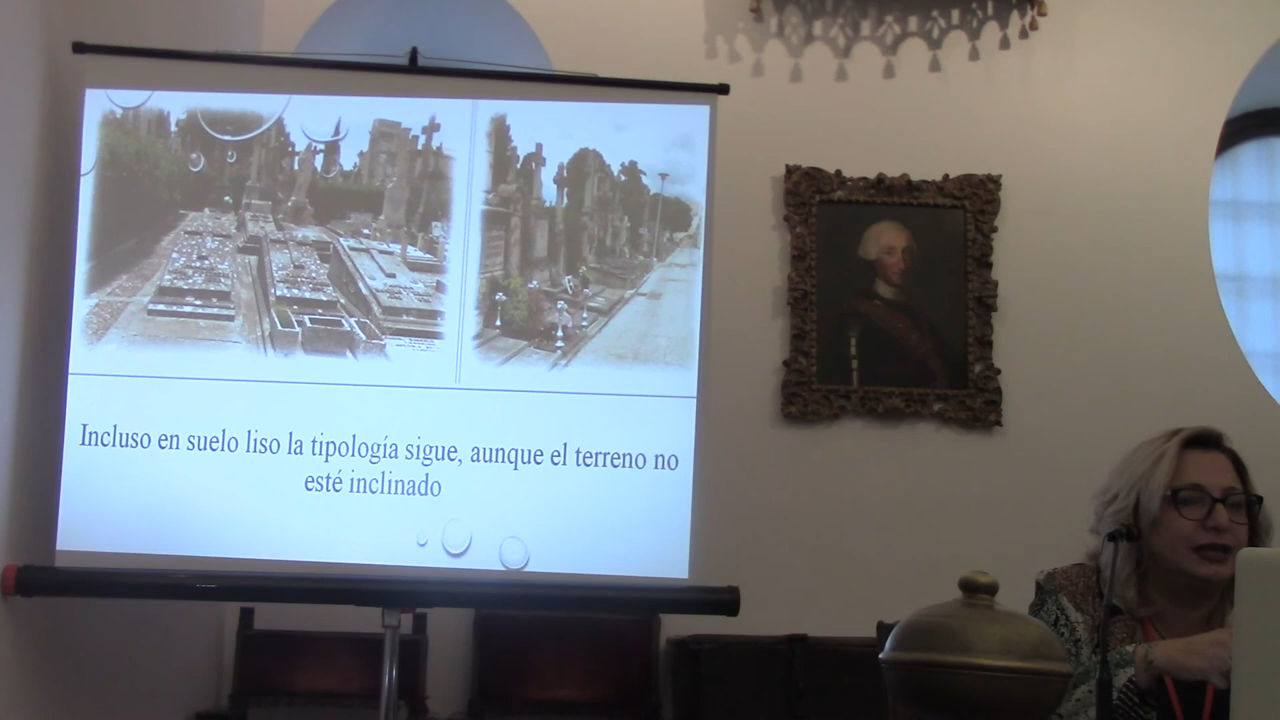 Incluso en suelo liso la tipología sigue, aunque el terreno no
esté inclinado